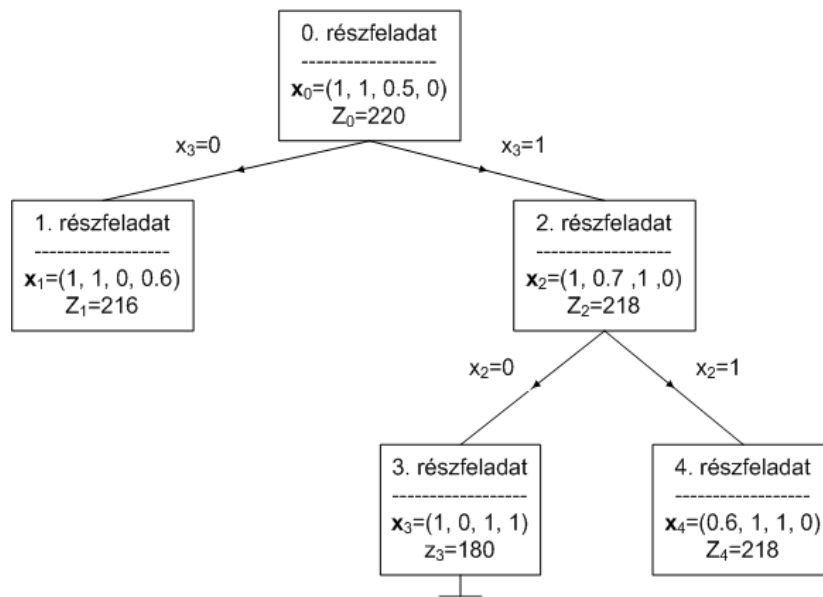 0. részfeladat
-------------------
x₀=(1, 1, 0.5, 0)
Z₀=220
x₃=0
x₃=1
1. részfeladat
-------------------
x₁=(1, 1, 0, 0.6)
Z₁=216
2. részfeladat
-------------------
x₂=(1, 0.7 ,1 ,0)
Z₂=218
x₂=0
x₂=1
3. részfeladat
-------------------
x₃=(1, 0, 1, 1)
z₃=180
4. részfeladat
-------------------
x₄=(0.6, 1, 1, 0)
Z₄=218